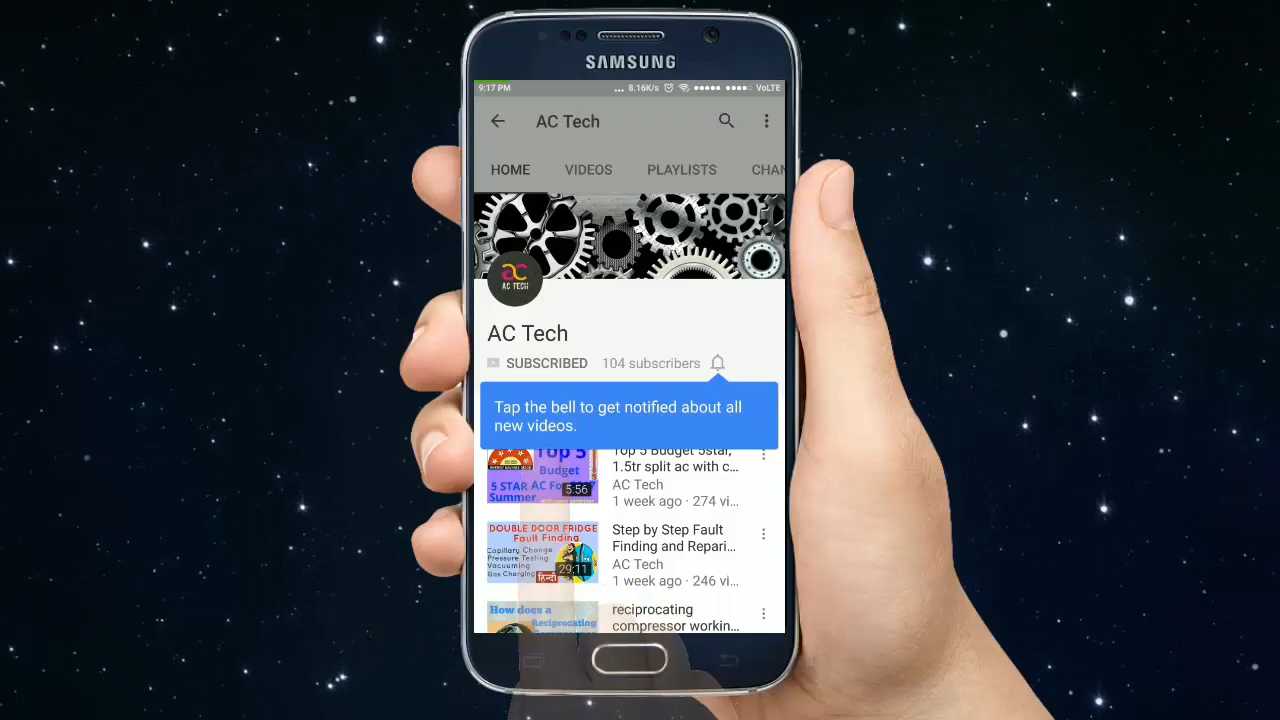 SAMSUNG
9:17 PM
... 8.16K/s
VoLTE
AC Tech
HOME
VIDEOS
PLAYLISTS
CHAN
AC TECH
AC Tech
SUBSCRIBED
104 subscribers
Tap the bell to get notified about all
new videos.
Top 5
Budget
5 STAR AC For
Summer
5:56
Top 5 Budget 5star,
1.5tr split ac with c...
AC Tech
1 week ago · 274 vi...
DOUBLE DOOR FRIDGE
Fault Finding
Capillary Change
Pressure Testing
Vacuuming
Gas Charging
हिन्दी
29:11
Step by Step Fault
Finding and Repari...
AC Tech
1 week ago · 246 vi...
How does a
Reciprocating
reciprocating
compressor workin...